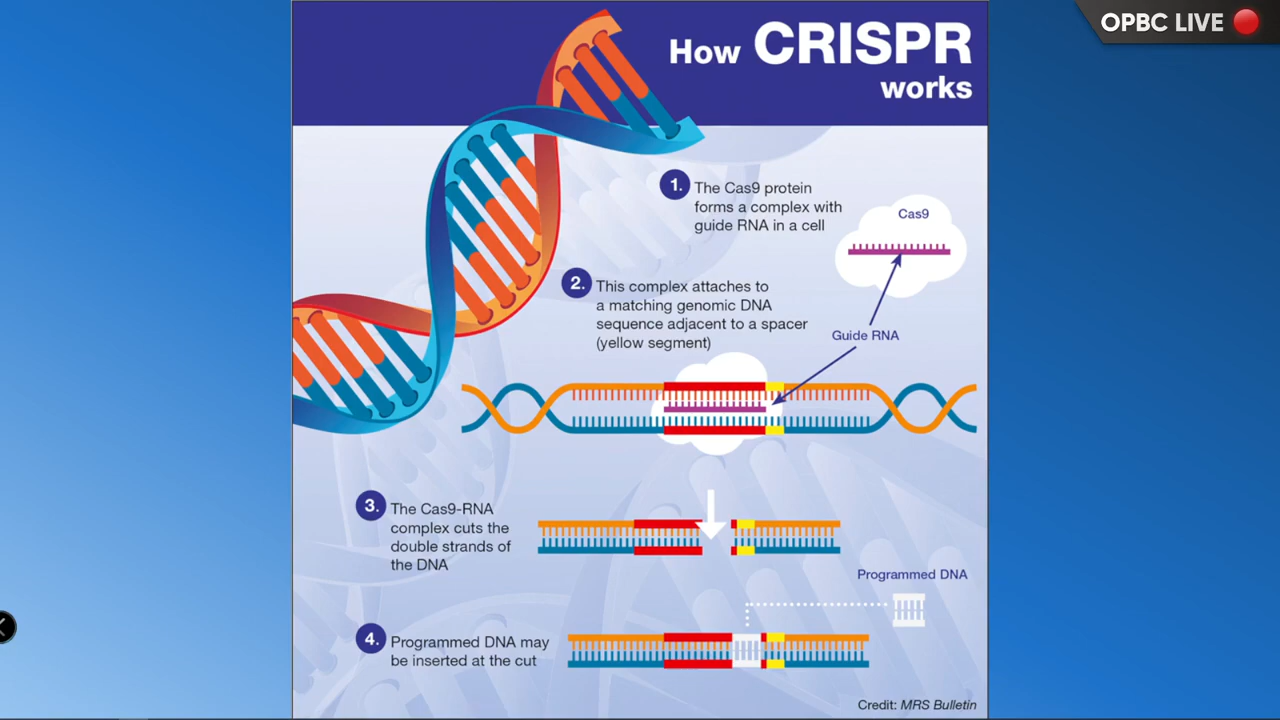 OPBC LIVE
How CRISPR
works
1. The Cas9 protein
forms a complex with
guide RNA in a cell
Cas9
2. This complex attaches to
a matching genomic DNA
sequence adjacent to a spacer
(yellow segment)
Guide RNA
3. The Cas9-RNA
complex cuts the
double strands of
the DNA
Programmed DNA
4. Programmed DNA may
be inserted at the cut
Credit: MRS Bulletin